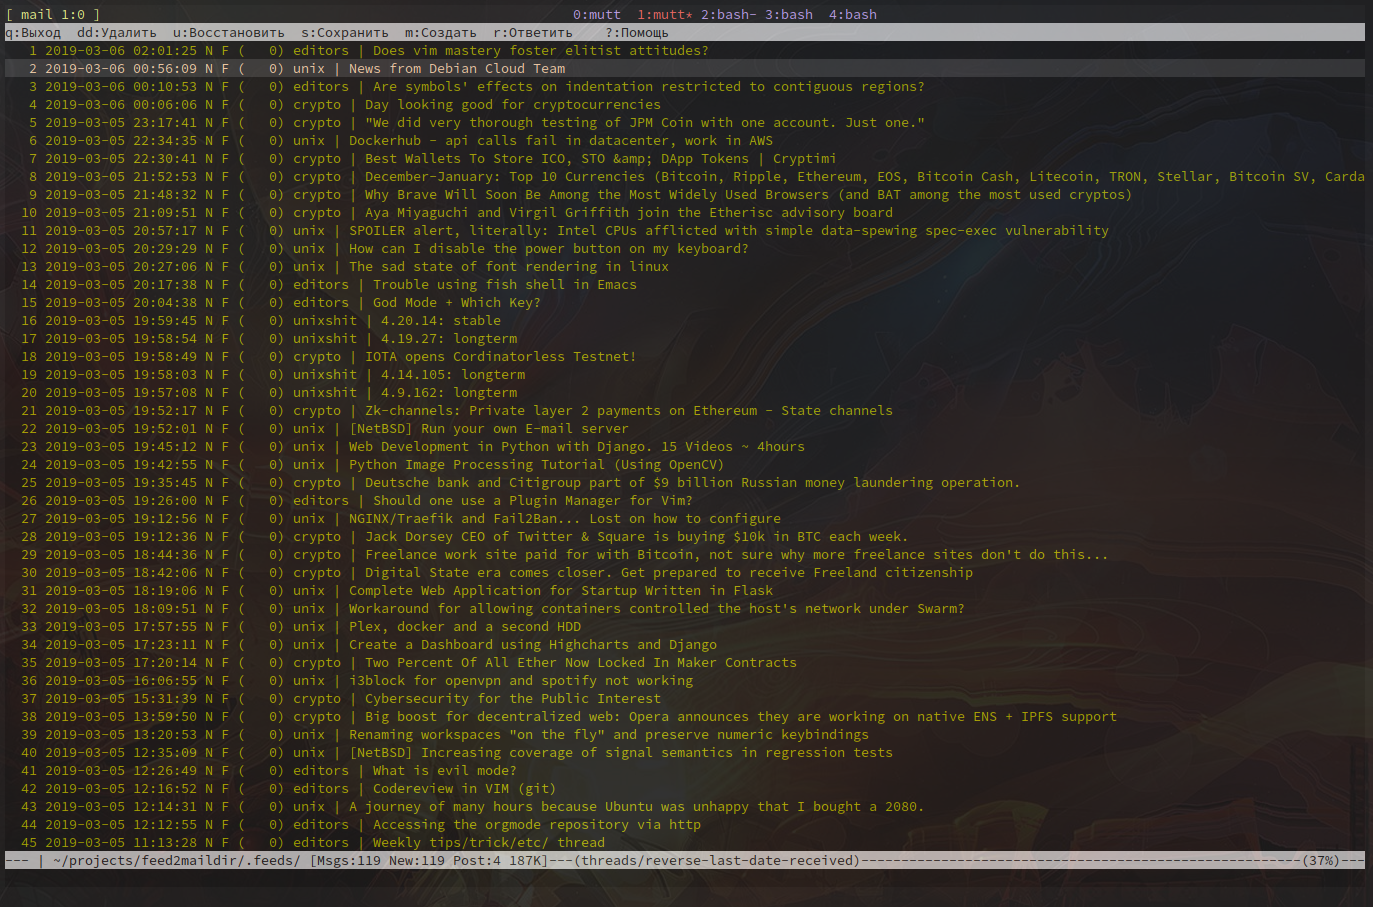 [ mail 1:0 ] 0:mutt 1:mutt* 2:bash- 3:bash 4:bash
q:Выход dd:Удалить u:Восстановить s:Сохранить m:Создать r:Ответить ?:Помощь
1 2019-03-06 02:01:25 N F ( 0) editors | Does vim mastery foster elitist attitudes?
2 2019-03-06 00:56:09 N F ( 0) unix | News from Debian Cloud Team
3 2019-03-06 00:10:53 N F ( 0) editors | Are symbols' effects on indentation restricted to contiguous regions?
4 2019-03-06 00:06:06 N F ( 0) crypto | Day looking good for cryptocurrencies
5 2019-03-05 23:17:41 N F ( 0) crypto | "We did very thorough testing of JPM Coin with one account. Just one."
6 2019-03-05 22:34:35 N F ( 0) unix | Dockerhub - api calls fail in datacenter, work in AWS
7 2019-03-05 22:30:41 N F ( 0) crypto | Best Wallets To Store ICO, STO &amp; DApp Tokens | Cryptimi
8 2019-03-05 21:52:53 N F ( 0) crypto | December-January: Top 10 Currencies (Bitcoin, Ripple, Ethereum, EOS, Bitcoin Cash, Litecoin, TRON, Stellar, Bitcoin SV, Carda
9 2019-03-05 21:48:32 N F ( 0) crypto | Why Brave Will Soon Be Among the Most Widely Used Browsers (and BAT among the most used cryptos)
10 2019-03-05 21:09:51 N F ( 0) crypto | Aya Miyaguchi and Virgil Griffith join the Etherisc advisory board
11 2019-03-05 20:57:17 N F ( 0) unix | SPOILER alert, literally: Intel CPUs afflicted with simple data-spewing spec-exec vulnerability
12 2019-03-05 20:29:29 N F ( 0) unix | How can I disable the power button on my keyboard?
13 2019-03-05 20:27:06 N F ( 0) unix | The sad state of font rendering in linux
14 2019-03-05 20:17:38 N F ( 0) editors | Trouble using fish shell in Emacs
15 2019-03-05 20:04:38 N F ( 0) editors | God Mode + Which Key?
16 2019-03-05 19:59:45 N F ( 0) unixshit | 4.20.14: stable
17 2019-03-05 19:58:54 N F ( 0) unixshit | 4.19.27: longterm
18 2019-03-05 19:58:49 N F ( 0) crypto | IOTA opens Cordinatorless Testnet!
19 2019-03-05 19:58:03 N F ( 0) unixshit | 4.14.105: longterm
20 2019-03-05 19:57:08 N F ( 0) unixshit | 4.9.162: longterm
21 2019-03-05 19:52:17 N F ( 0) crypto | Zk-channels: Private layer 2 payments on Ethereum - State channels
22 2019-03-05 19:52:01 N F ( 0) unix | [NetBSD] Run your own E-mail server
23 2019-03-05 19:45:12 N F ( 0) unix | Web Development in Python with Django. 15 Videos ~ 4hours
24 2019-03-05 19:42:55 N F ( 0) unix | Python Image Processing Tutorial (Using OpenCV)
25 2019-03-05 19:35:45 N F ( 0) crypto | Deutsche bank and Citigroup part of $9 billion Russian money laundering operation.
26 2019-03-05 19:26:00 N F ( 0) editors | Should one use a Plugin Manager for Vim?
27 2019-03-05 19:12:56 N F ( 0) unix | NGINX/Traefik and Fail2Ban... Lost on how to configure
28 2019-03-05 19:12:36 N F ( 0) crypto | Jack Dorsey CEO of Twitter & Square is buying $10k in BTC each week.
29 2019-03-05 18:44:36 N F ( 0) crypto | Freelance work site paid for with Bitcoin, not sure why more freelance sites don't do this...
30 2019-03-05 18:42:06 N F ( 0) crypto | Digital State era comes closer. Get prepared to receive Freeland citizenship
31 2019-03-05 18:19:06 N F ( 0) unix | Complete Web Application for Startup Written in Flask
32 2019-03-05 18:09:51 N F ( 0) unix | Workaround for allowing containers controlled the host's network under Swarm?
33 2019-03-05 17:57:55 N F ( 0) unix | Plex, docker and a second HDD
34 2019-03-05 17:23:11 N F ( 0) unix | Create a Dashboard using Highcharts and Django
35 2019-03-05 17:20:14 N F ( 0) crypto | Two Percent Of All Ether Now Locked In Maker Contracts
36 2019-03-05 16:06:55 N F ( 0) unix | i3block for openvpn and spotify not working
37 2019-03-05 15:31:39 N F ( 0) crypto | Cybersecurity for the Public Interest
38 2019-03-05 13:59:50 N F ( 0) crypto | Big boost for decentralized web: Opera announces they are working on native ENS + IPFS support
39 2019-03-05 13:20:53 N F ( 0) unix | Renaming workspaces "on the fly" and preserve numeric keybindings
40 2019-03-05 12:35:09 N F ( 0) unix | [NetBSD] Increasing coverage of signal semantics in regression tests
41 2019-03-05 12:26:49 N F ( 0) editors | What is evil mode?
42 2019-03-05 12:16:52 N F ( 0) editors | Codereview in VIM (git)
43 2019-03-05 12:14:31 N F ( 0) unix | A journey of many hours because Ubuntu was unhappy that I bought a 2080.
44 2019-03-05 12:12:55 N F ( 0) editors | Accessing the orgmode repository via http
45 2019-03-05 11:13:28 N F ( 0) editors | Weekly tips/trick/etc/ thread
--- | ~/projects/feed2maildir/.feeds/ [Msgs:119 New:119 Post:4 187K]---(threads/reverse-last-date-received)---(37%)---